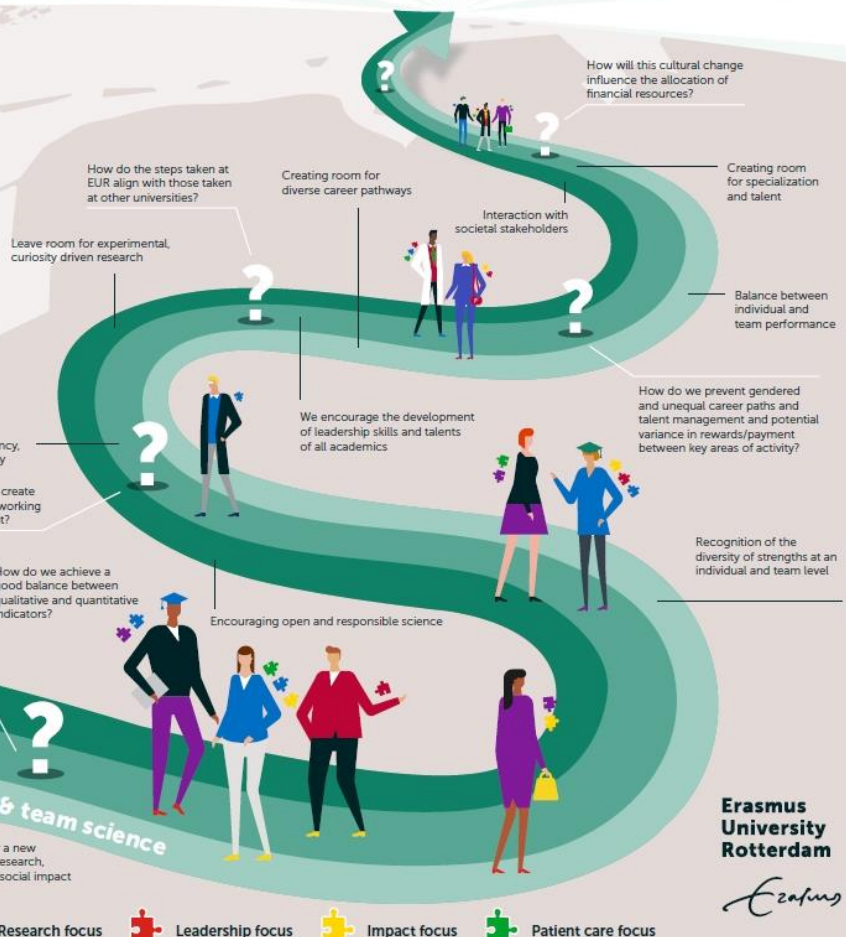 How will this cultural change
influence the allocation of
financial resources?
How do the steps taken at
EUR align with those taken
at other universities?
Creating room for
diverse career pathways
Creating room
for specialization
and talent
Interaction with
societal stakeholders
Leave room for experimental,
curiosity driven research
Balance between
individual and
team performance
How do we prevent gendered
and unequal career paths and
talent management and potential
variance in rewards/payment
between key areas of activity?
We encourage the development
of leadership skills and talents
of all academics
create
working
Recognition of the
diversity of strengths at an
individual and team level
How do we achieve a
good balance between
qualitative and quantitative
indicators?
Encouraging open and responsible science
& team science
a new
research,
social impact
Erasmus
University
Rotterdam
Erasmus
Research focus
Leadership focus
Impact focus
Patient care focus